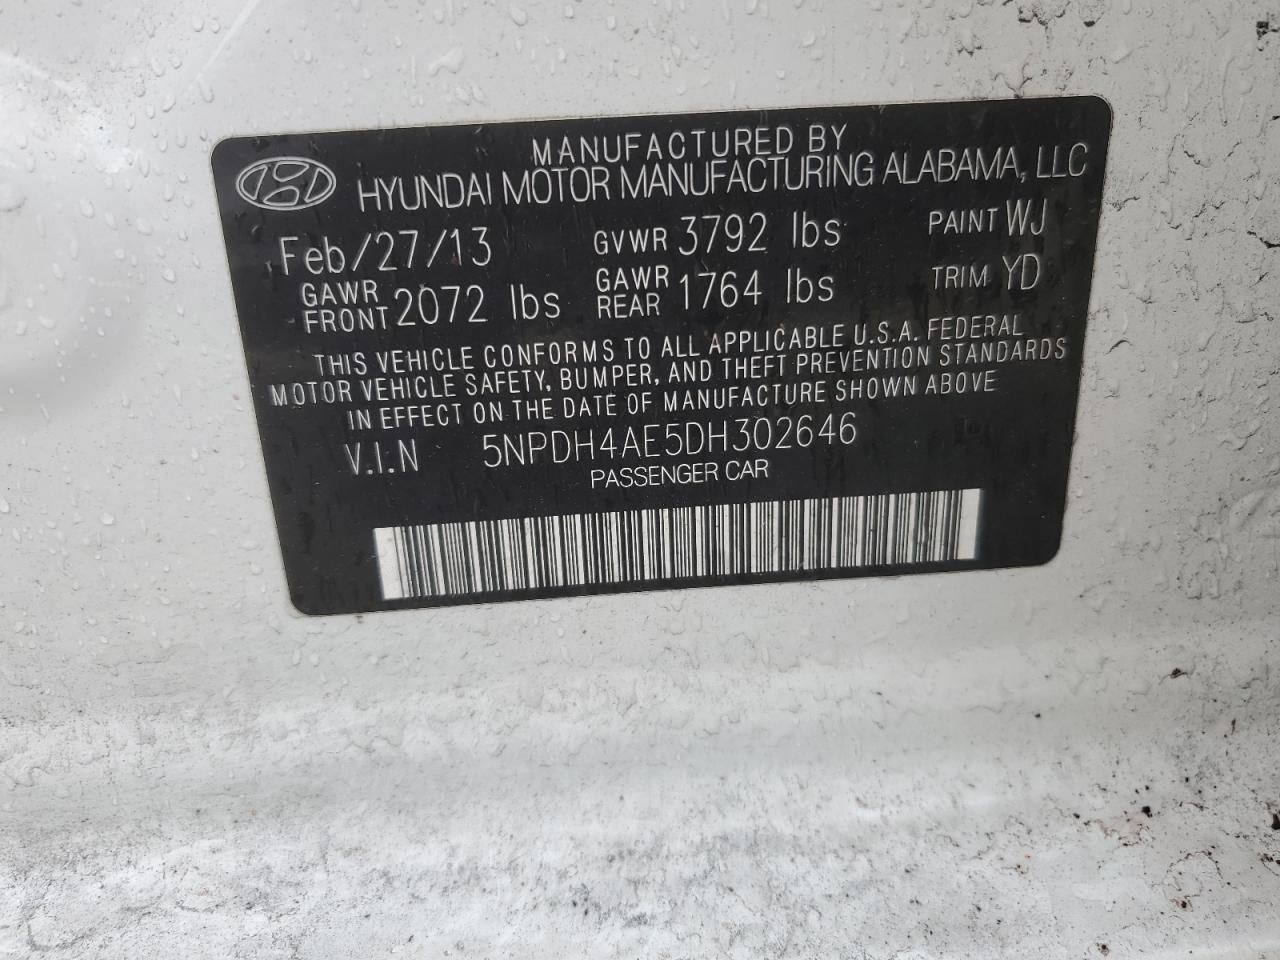 MANUFACTURED BY
HYUNDAI MOTOR MANUFACTURING ALABAMA, LLC
Feb/27/13 GVWR 3792 lbs PAINT WJ
GAWR FRONT 2072 lbs GAWR REAR 1764 lbs TRIM YD
THIS VEHICLE CONFORMS TO ALL APPLICABLE U.S.A. FEDERAL
MOTOR VEHICLE SAFETY, BUMPER, AND THEFT PREVENTION STANDARDS
IN EFFECT ON THE DATE OF MANUFACTURE SHOWN ABOVE
V.I.N 5NPDH4AE5DH302646
PASSENGER CAR